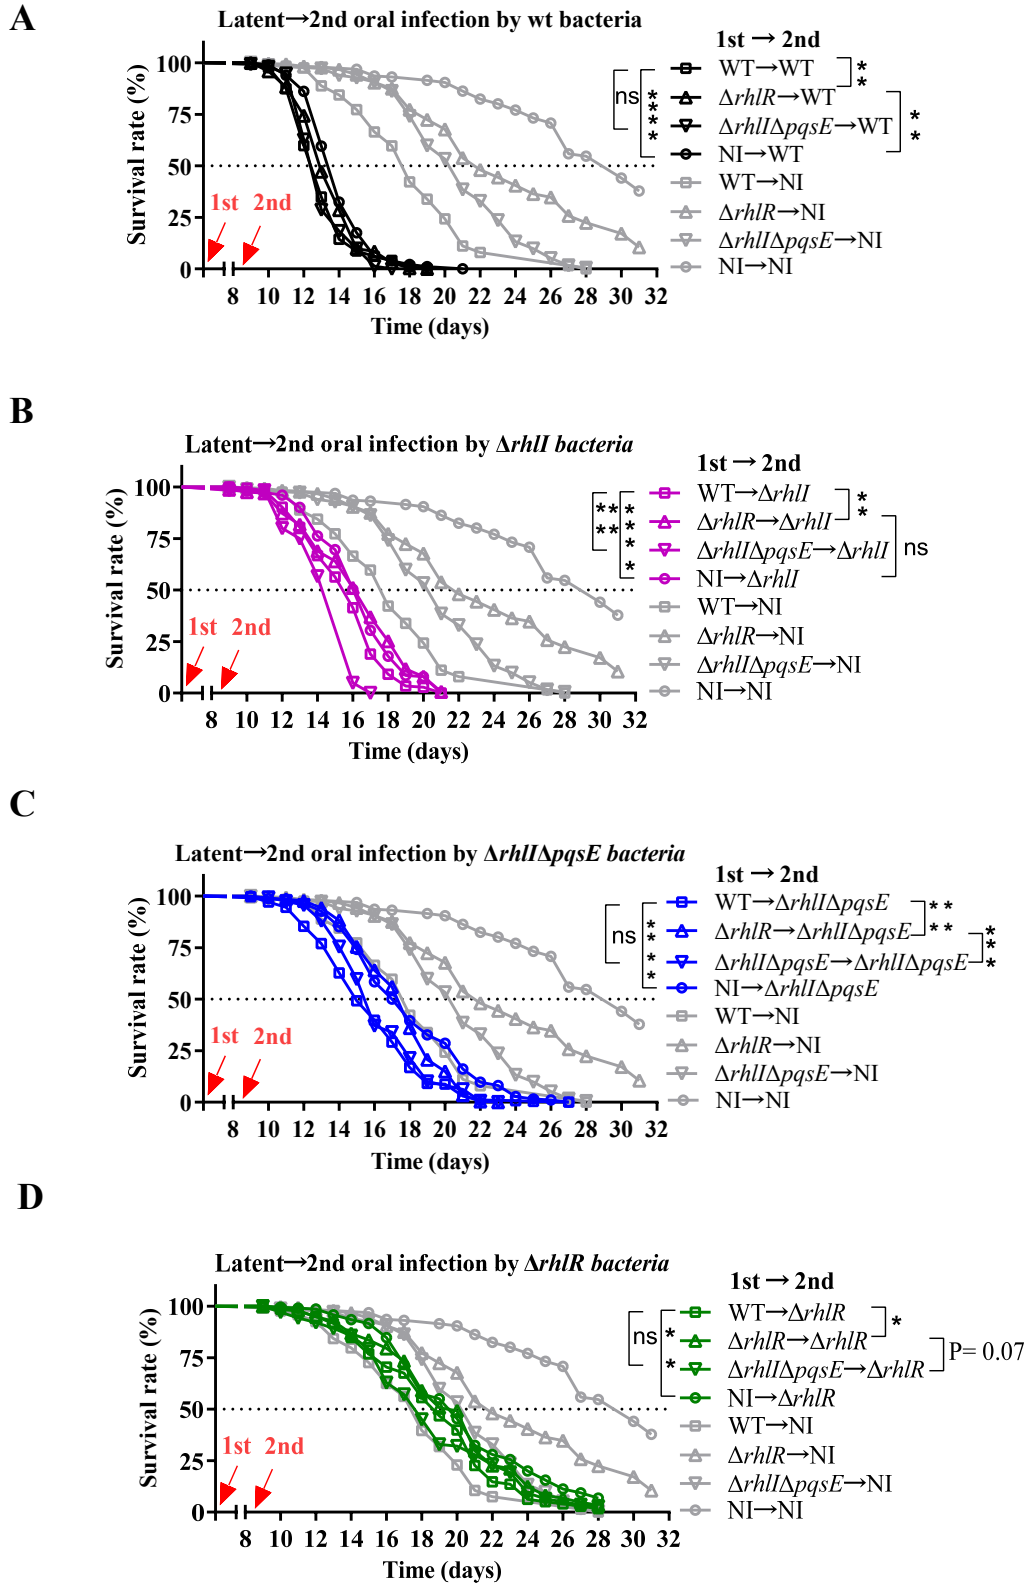 A
Latent→2nd oral infection by wt bacteria
1st → 2nd
Survival rate (%)
100
75
50
25
0
1st 2nd
8 10 12 14 16 18 20 22 24 26 28 30 32
Time (days)
WT→WT
ΔrhlR→WT
ΔrhlIΔpqsE→WT
NI→WT
WT→NI
ΔrhlR→NI
ΔrhlIΔpqsE→NI
NI→NI
ns
****
**
**
B
Latent→2nd oral infection by ΔrhlI bacteria
1st → 2nd
Survival rate (%)
100
75
50
25
0
1st 2nd
8 10 12 14 16 18 20 22 24 26 28 30 32
Time (days)
WT→ΔrhlI
ΔrhlR→ΔrhlI
ΔrhlIΔpqsE→ΔrhlI
NI→ΔrhlI
WT→NI
ΔrhlR→NI
ΔrhlIΔpqsE→NI
NI→NI
****
****
**
ns
C
Latent→2nd oral infection by ΔrhlIΔpqsE bacteria
1st → 2nd
Survival rate (%)
100
75
50
25
0
1st 2nd
8 10 12 14 16 18 20 22 24 26 28 30 32
Time (days)
WT→ΔrhlIΔpqsE
ΔrhlR→ΔrhlIΔpqsE
ΔrhlIΔpqsE→ΔrhlIΔpqsE
NI→ΔrhlIΔpqsE
WT→NI
ΔrhlR→NI
ΔrhlIΔpqsE→NI
NI→NI
ns
****
****
***
D
Latent→2nd oral infection by ΔrhlR bacteria
1st → 2nd
Survival rate (%)
100
75
50
25
0
1st 2nd
8 10 12 14 16 18 20 22 24 26 28 30 32
Time (days)
WT→ΔrhlR
ΔrhlR→ΔrhlR
ΔrhlIΔpqsE→ΔrhlR
NI→ΔrhlR
WT→NI
ΔrhlR→NI
ΔrhlIΔpqsE→NI
NI→NI
ns
**
*
P= 0.07